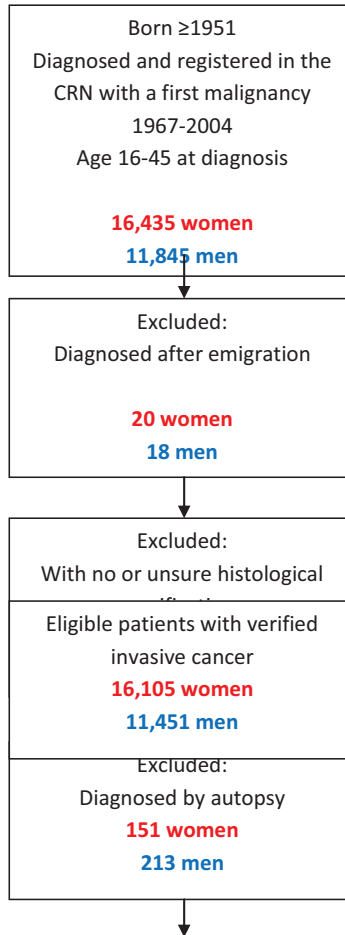 Born ≥1951
Diagnosed and registered in the
CRN with a first malignancy
1967-2004
Age 16-45 at diagnosis
16,435 women
11,845 men
Excluded:
Diagnosed after emigration
20 women
18 men
Excluded:
With no or unsure histological
Eligible patients with verified
invasive cancer
16,105 women
11,451 men
Excluded:
Diagnosed by autopsy
151 women
213 men